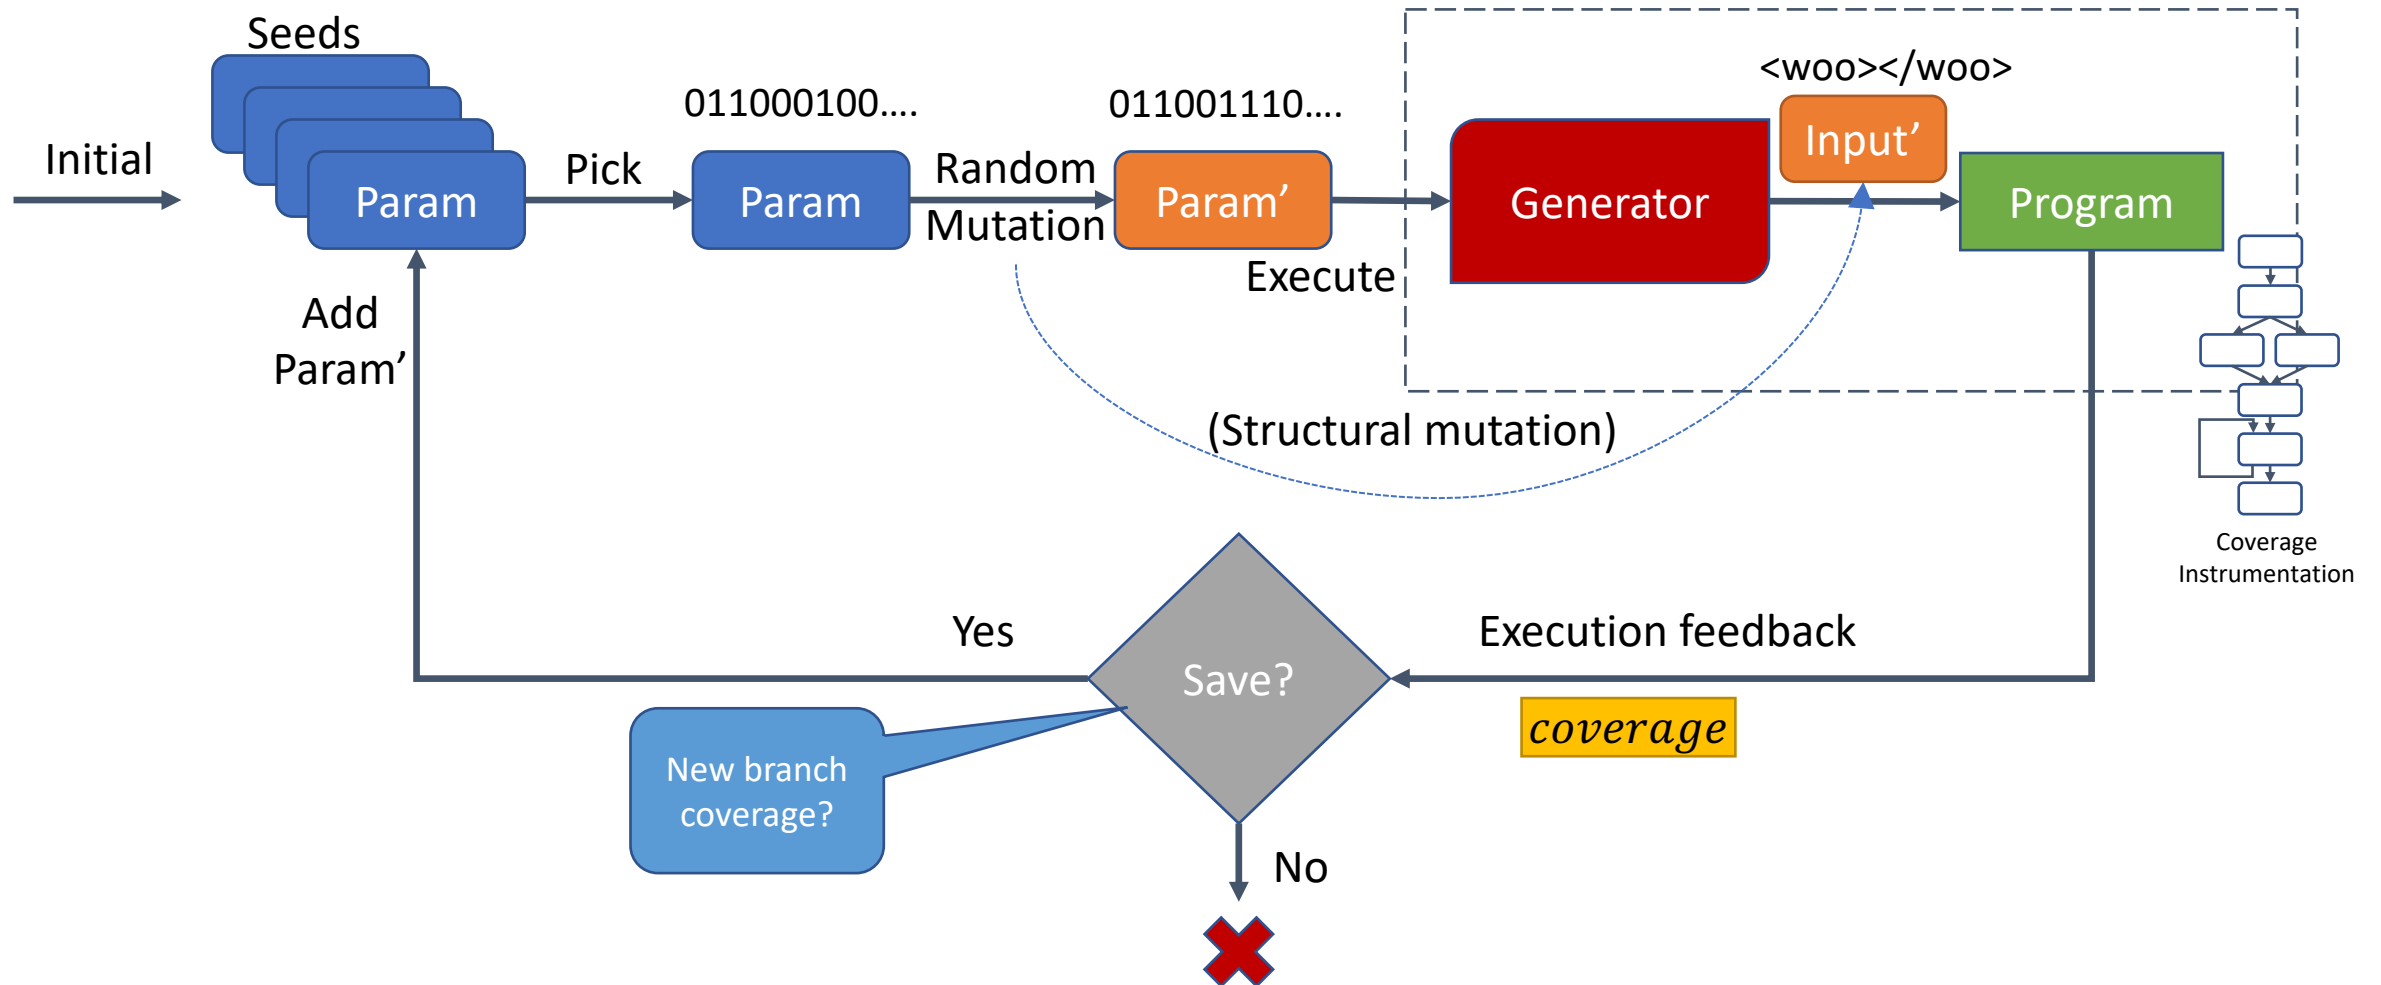 Seeds
Initial
Param
Pick
011000100....
Param
Random
Mutation
011001110....
Param’
Execute
Generator
<woo></woo>
Input’
Program
Coverage
Instrumentation
(Structural mutation)
Add
Param’
Yes
Save?
Execution feedback
coverage
New branch
coverage?
No